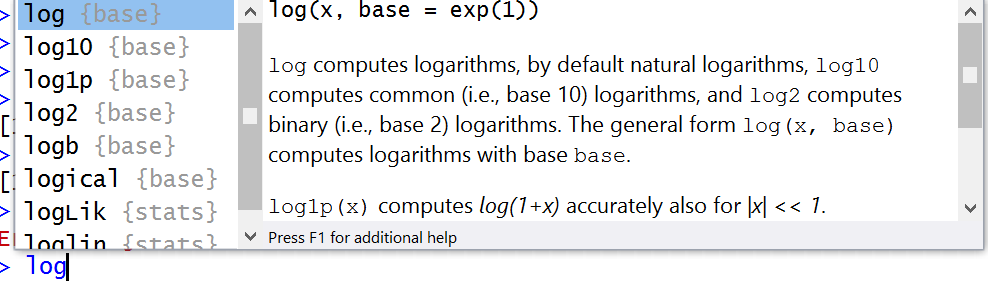 log {base}
log10 {base}
log1p {base}
log2 {base}
logb {base}
logical {base}
logLik {stats}
loglin {stats}
log(x, base = exp(1))
log computes logarithms, by default natural logarithms, log10
computes common (i.e., base 10) logarithms, and log2 computes
binary (i.e., base 2) logarithms. The general form log(x, base)
computes logarithms with base base.
log1p(x) computes log(1+x) accurately also for |x| << 1.
Press F1 for additional help
> log